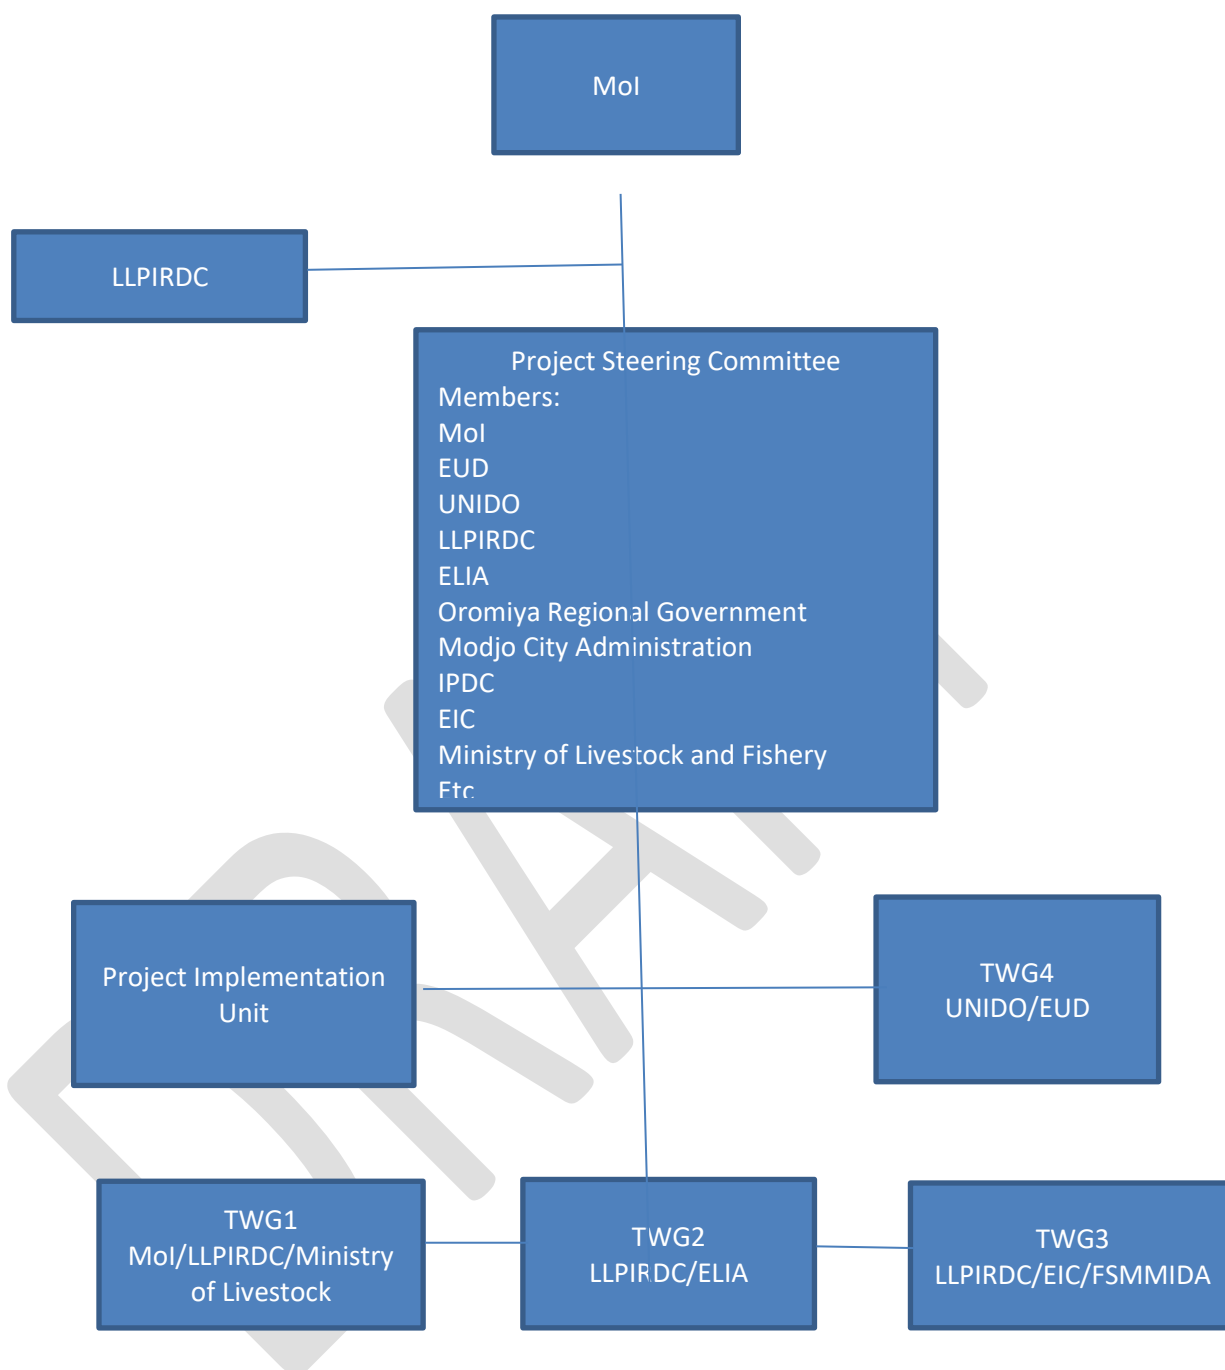 MoI
LLPIRDC
Project Steering Committee
Members:
MoI
EUD
UNIDO
LLPIRDC
ELIA
Oromiya Regional Government
Modjo City Administration
IPDC
EIC
Ministry of Livestock and Fishery
Etc
Project Implementation
Unit
TWG4
UNIDO/EUD
TWG1
MoI/LLPIRDC/Ministry
of Livestock
TWG2
LLPIRDC/ELIA
TWG3
LLPIRDC/EIC/FSMMIDA
DRAFT